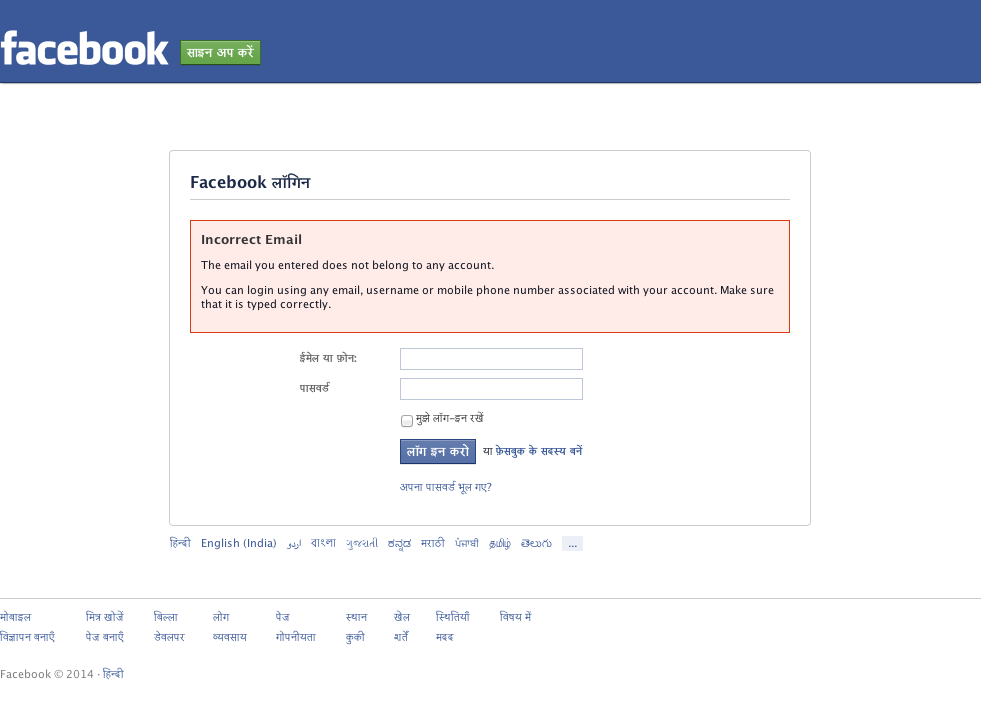 facebook साइन अप करें
Facebook लॉगिन
Incorrect Email
The email you entered does not belong to any account.
You can login using any email, username or mobile phone number associated with your account. Make sure
that it is typed correctly.
ईमेल या फ़ोन:
पासवर्ड
मुझे लॉग-इन रखें
लॉग इन करो या फ़ेसबुक के सदस्य बनें
अपना पासवर्ड भूल गए?
हिन्दी English (India) اردو বাংলা ગુજરાતી ಕನ್ನಡ मराठी ਪੰਜਾਬੀ தமிழ் తెలుగు ...
मोबाइल मित्र खोजें बिल्ला लोग पेज स्थान खेल स्थितियाँ विषय में
विज्ञापन बनाएँ पेज बनाएँ डेवलपर व्यवसाय गोपनीयता कुकी शर्तें मदद
Facebook © 2014 · हिन्दी